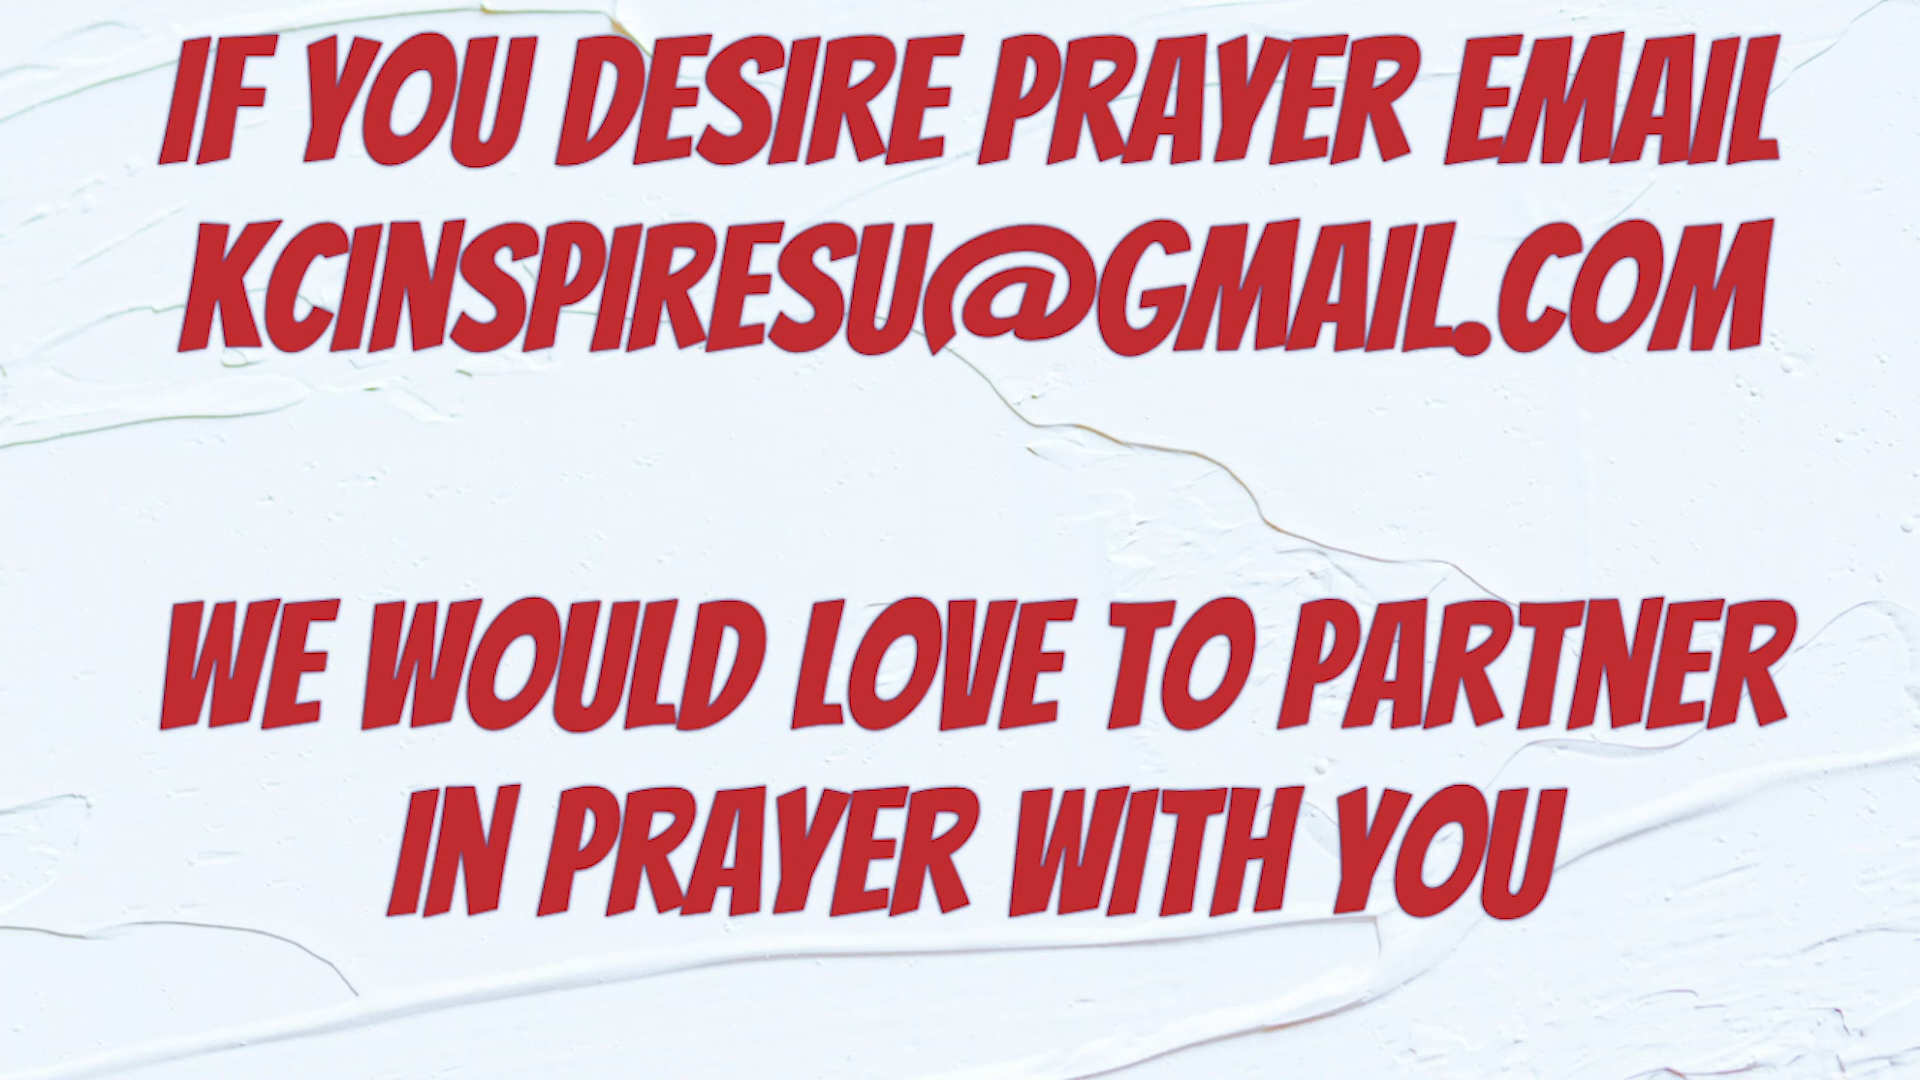 IF YOU DESIRE PRAYER EMAIL
KCINSPIRESU@GMAIL.COM
WE WOULD LOVE TO PARTNER
IN PRAYER WITH YOU